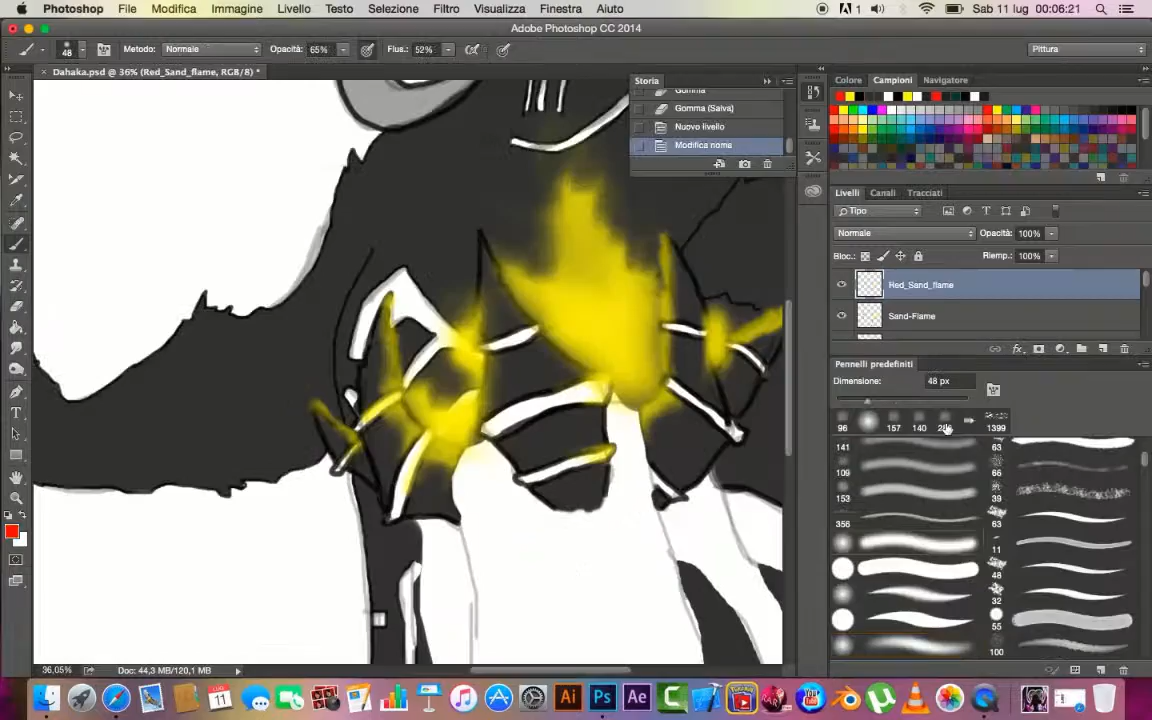 Photoshop File Modifica Immagine Livello Testo Selezione Filtro Visualizza Finestra Aiuto 1 Sab 11 lug 00:06:21
Adobe Photoshop CC 2014
48 Metodo: Normale Opacità: 65% Flus.: 52% Pittura
Dahaka.psd @ 36% (Red_Sand_flame, RGB/8) *
Storia
Gomma
Gomma (Salva)
Nuovo livello
Modifica nome
Colore Campioni Navigatore
Livelli Canali Tracciati
Tipo
Normale Opacità: 100%
Bloc.: Riemp.: 100%
Red_Sand_flame
Sand-Flame
Pennelli predefiniti
Dimensione: 48 px
96 157 140 1399
141 63
109 66
153 39
356 63
11
48
32
55
100
36,05% Doc: 44,3 MB/120,1 MB